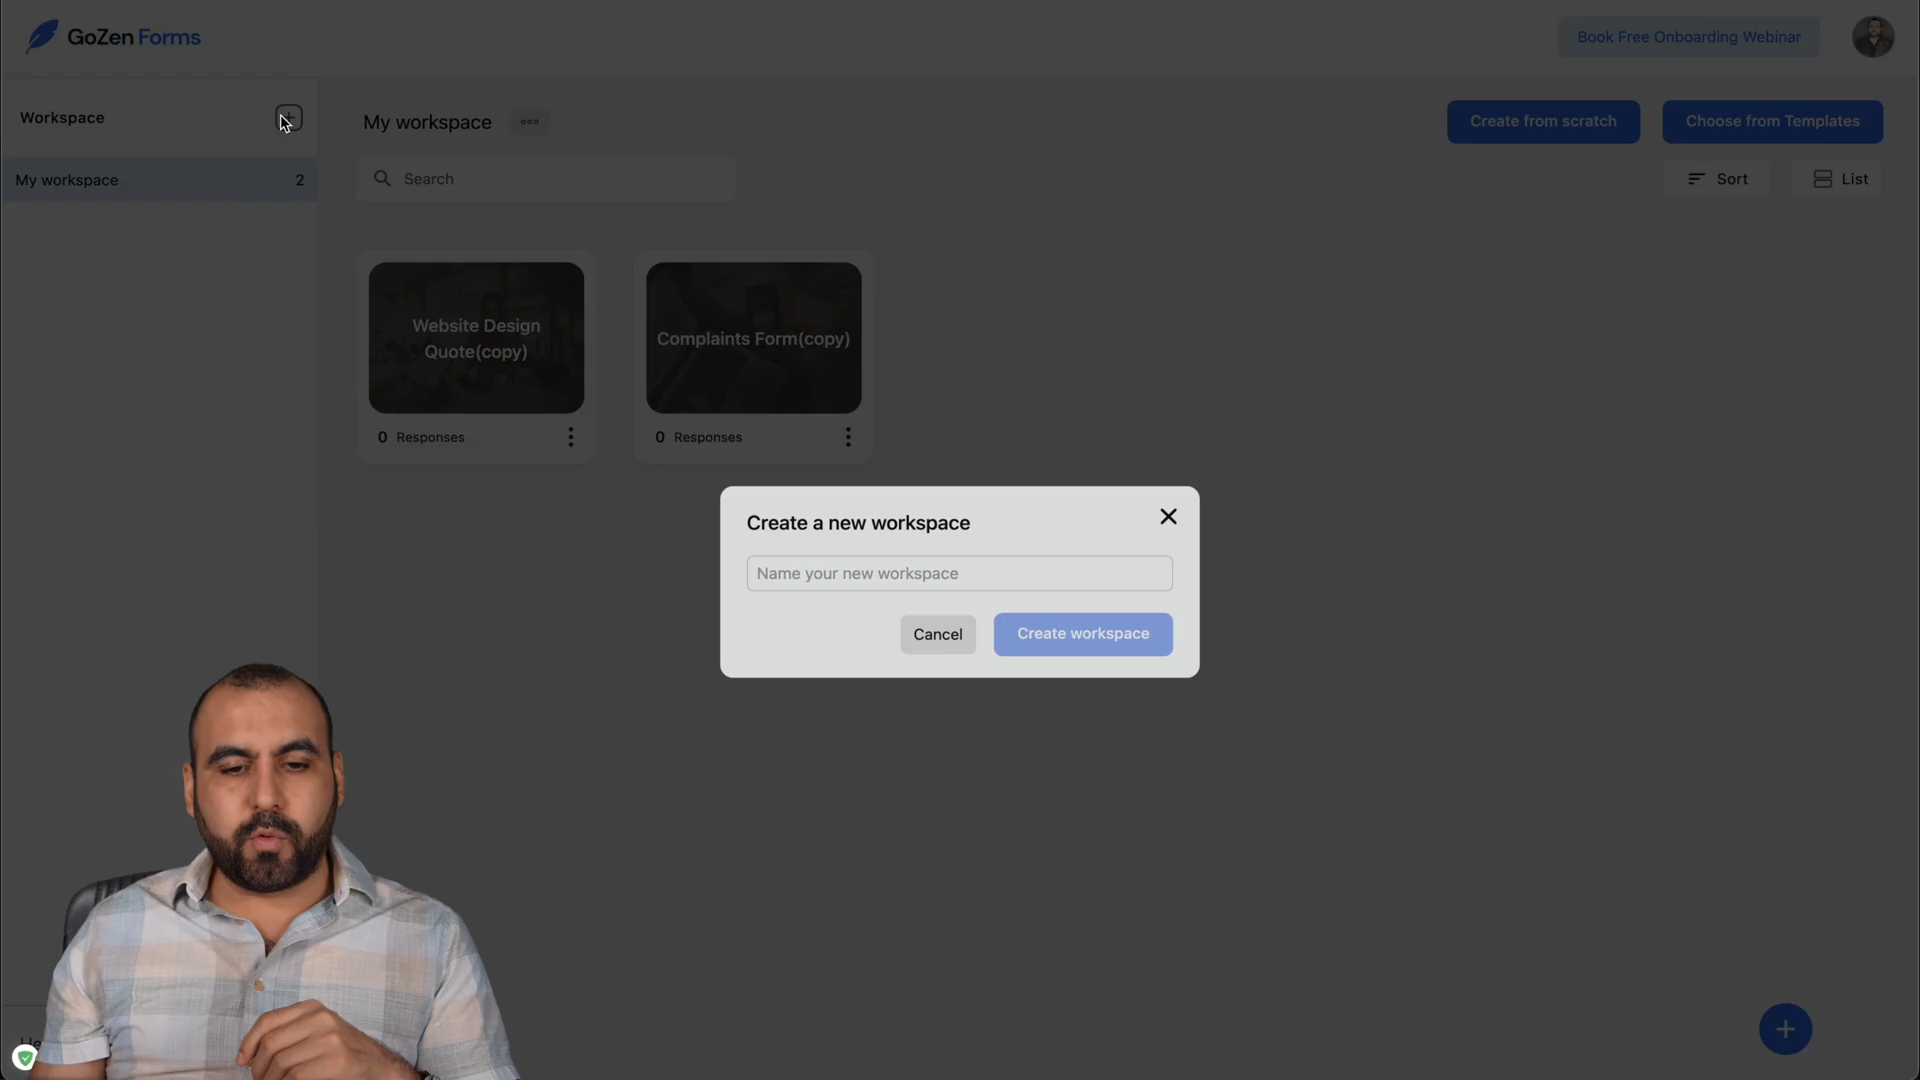 GoZen Forms
Book Free Onboarding Webinar
Workspace
My workspace 2
My workspace
Create from scratch
Choose from Templates
Search
Sort
List
Website Design
Quote(copy)
0 Responses
Complaints Form(copy)
0 Responses
Create a new workspace
Name your new workspace
Cancel
Create workspace